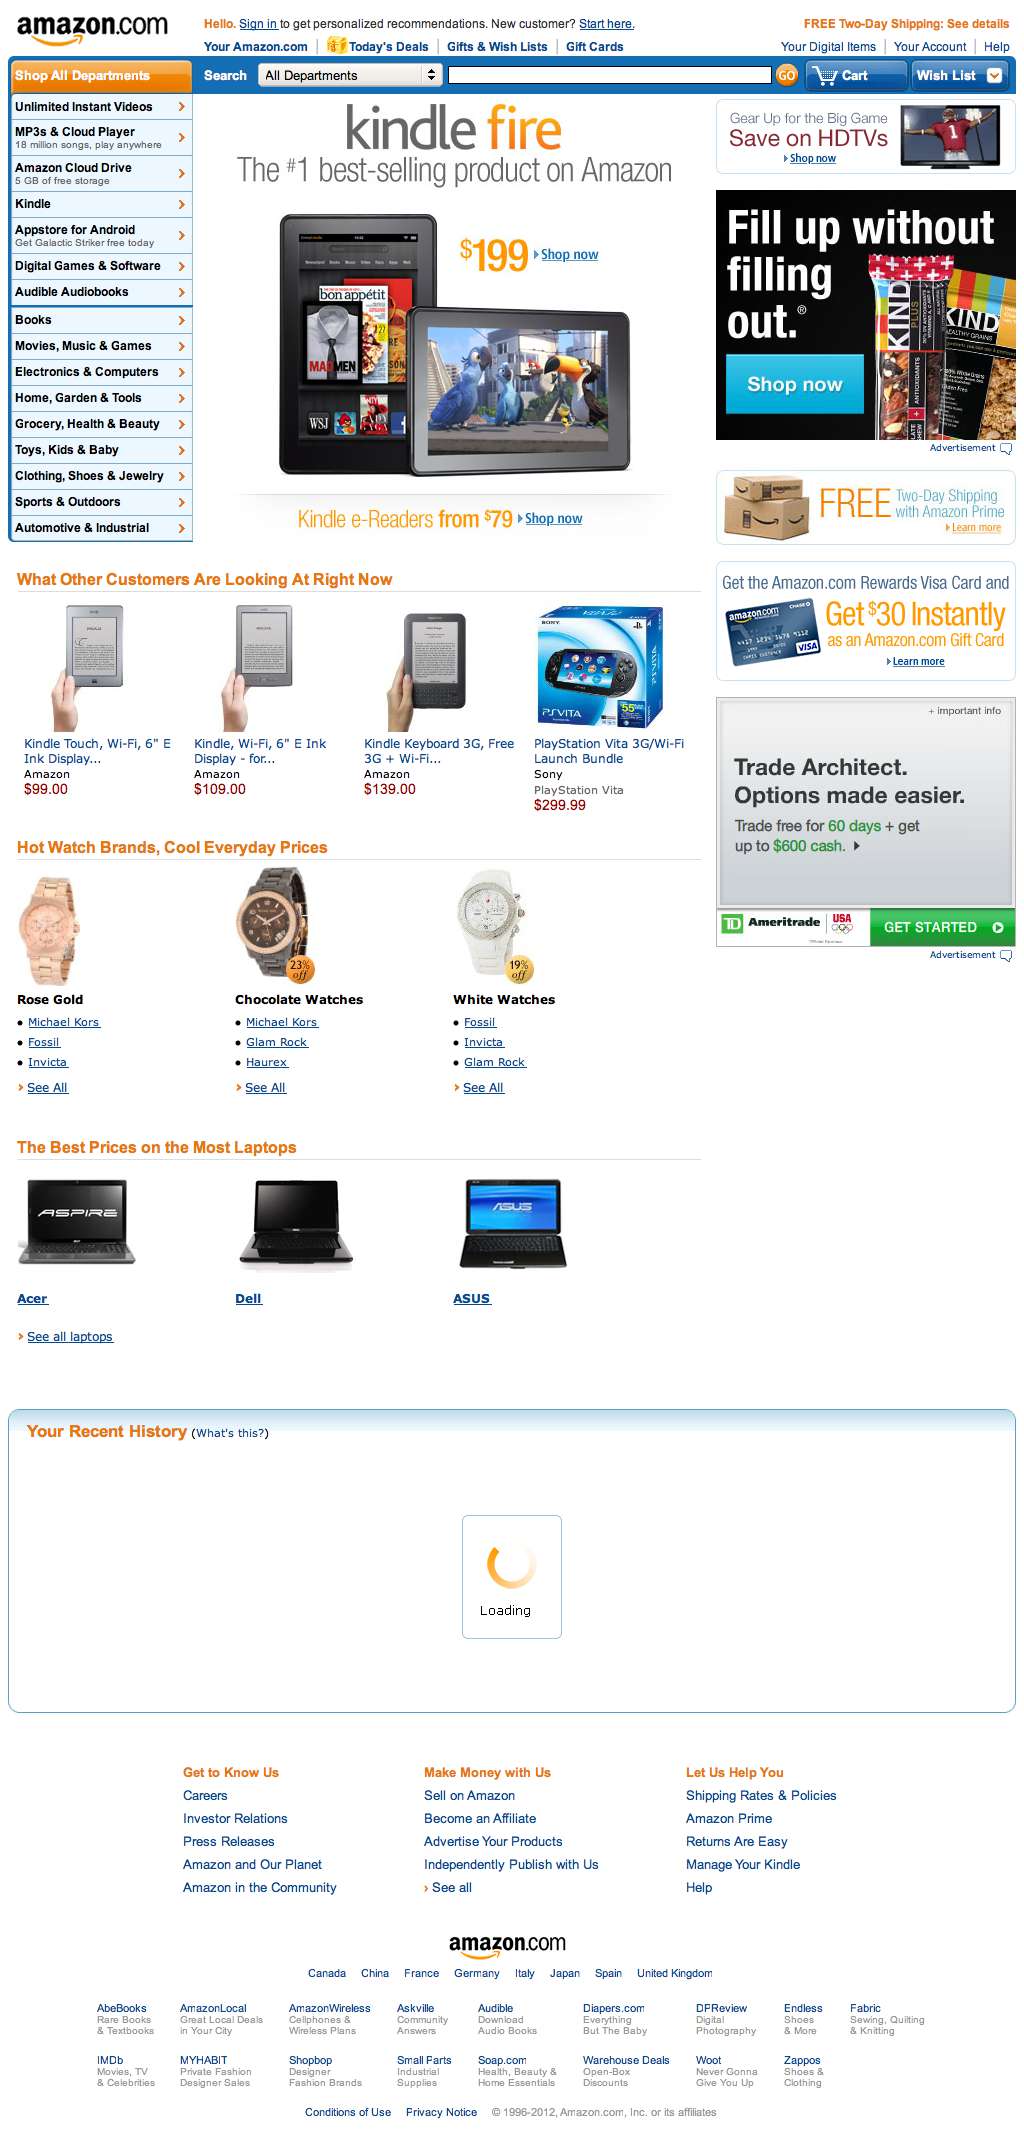 amazon.com
Hello. Sign in to get personalized recommendations. New customer? Start here.
FREE Two-Day Shipping: See details
Your Amazon.com
Today's Deals
Gifts & Wish Lists
Gift Cards
Your Digital Items
Your Account
Help
Shop All Departments
Search
All Departments
GO
Cart
Wish List
Unlimited Instant Videos
MP3s & Cloud Player
18 million songs, play anywhere
Amazon Cloud Drive
5 GB of free storage
Kindle
Appstore for Android
Get Galactic Striker free today
Digital Games & Software
Audible Audiobooks
Books
Movies, Music & Games
Electronics & Computers
Home, Garden & Tools
Grocery, Health & Beauty
Toys, Kids & Baby
Clothing, Shoes & Jewelry
Sports & Outdoors
Automotive & Industrial
kindle fire
The #1 best-selling product on Amazon
$199 Shop now
bon appétit
MAD MEN
WSJ
Kindle e-Readers from $79 Shop now
Gear Up for the Big Game
Save on HDTVs
Shop now
Fill up without
filling
out.®
Shop now
KIND
PLUS
KIND
Advertisement
FREE Two-Day Shipping
with Amazon Prime
Learn more
Get the Amazon.com Rewards Visa Card and
amazon.com
CHASE
VISA
Get $30 Instantly
as an Amazon.com Gift Card
Learn more
+ important info
Trade Architect.
Options made easier.
Trade free for 60 days + get
up to $600 cash.
TD Ameritrade
USA
GET STARTED
Advertisement
What Other Customers Are Looking At Right Now
SONY
PSVITA
PSVITA
Kindle Touch, Wi-Fi, 6" E
Ink Display...
Amazon
$99.00
Kindle, Wi-Fi, 6" E Ink
Display - for...
Amazon
$109.00
Kindle Keyboard 3G, Free
3G + Wi-Fi...
Amazon
$139.00
PlayStation Vita 3G/Wi-Fi
Launch Bundle
Sony
PlayStation Vita
$299.99
Hot Watch Brands, Cool Everyday Prices
23%
off
19%
off
Rose Gold
Michael Kors
Fossil
Invicta
See All
Chocolate Watches
Michael Kors
Glam Rock
Haurex
See All
White Watches
Fossil
Invicta
Glam Rock
See All
The Best Prices on the Most Laptops
ASPIRE
ASUS
Acer
Dell
ASUS
See all laptops
Your Recent History (What's this?)
Loading
Get to Know Us
Careers
Investor Relations
Press Releases
Amazon and Our Planet
Amazon in the Community
Make Money with Us
Sell on Amazon
Become an Affiliate
Advertise Your Products
Independently Publish with Us
› See all
Let Us Help You
Shipping Rates & Policies
Amazon Prime
Returns Are Easy
Manage Your Kindle
Help
amazon.com
Canada China France Germany Italy Japan Spain United Kingdom
AbeBooks
Rare Books
& Textbooks
AmazonLocal
Great Local Deals
in Your City
AmazonWireless
Cellphones &
Wireless Plans
Askville
Community
Answers
Audible
Download
Audio Books
Diapers.com
Everything
But The Baby
DPReview
Digital
Photography
Endless
Shoes
& More
Fabric
Sewing, Quilting
& Knitting
IMDb
Movies, TV
& Celebrities
MYHABIT
Private Fashion
Designer Sales
Shopbop
Designer
Fashion Brands
Small Parts
Industrial
Supplies
Soap.com
Health, Beauty &
Home Essentials
Warehouse Deals
Open-Box
Discounts
Woot
Never Gonna
Give You Up
Zappos
Shoes &
Clothing
Conditions of Use Privacy Notice © 1996-2012, Amazon.com, Inc. or its affiliates